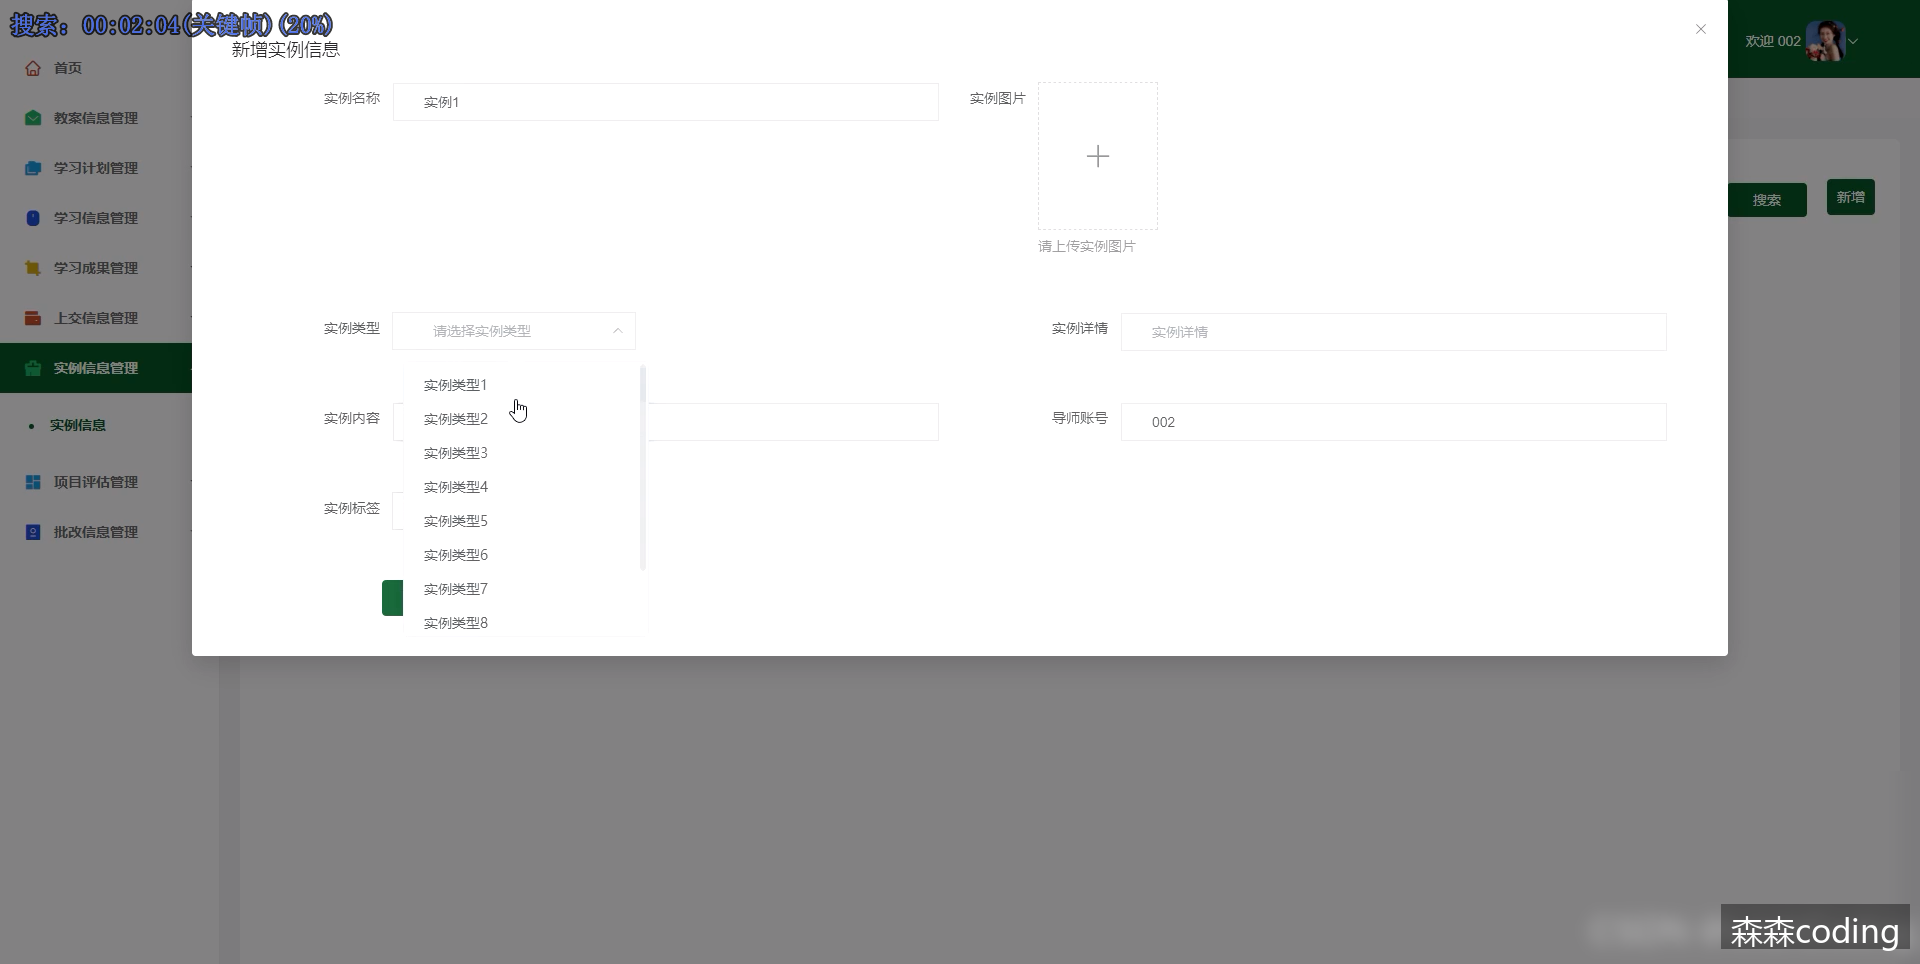 搜索: 00:02:04(关键帧)(20%)
新增实例信息
欢迎 002
首页
教案信息管理
学习计划管理
学习信息管理
学习成果管理
上交信息管理
实例信息管理
实例信息
项目评估管理
批改信息管理
实例名称
实例1
实例图片
请上传实例图片
搜索
新增
实例类型
请选择实例类型
实例详情
实例详情
实例类型1
实例类型2
实例类型3
实例类型4
实例类型5
实例类型6
实例类型7
实例类型8
实例内容
导师账号
002
实例标签
森森coding